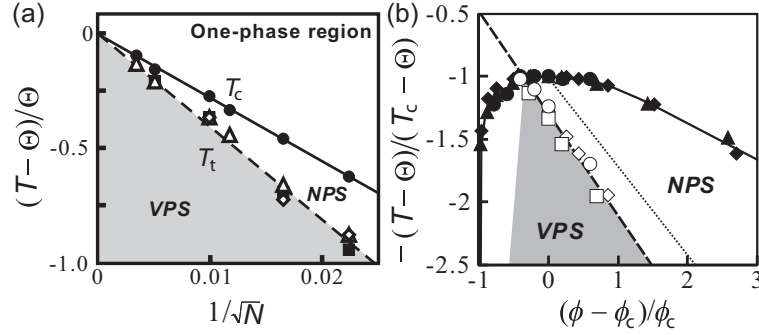 (a)
(T−Θ)/Θ
0
-0.5
-1.0
One-phase region
T_c
T_t
NPS
VPS
0
0.01
0.02
1/√N
(b)
−(T−Θ)/(T_c−Θ)
-0.5
-1
-1.5
-2
-2.5
NPS
VPS
-1
0
1
2
3
(ϕ−ϕ_c)/ϕ_c